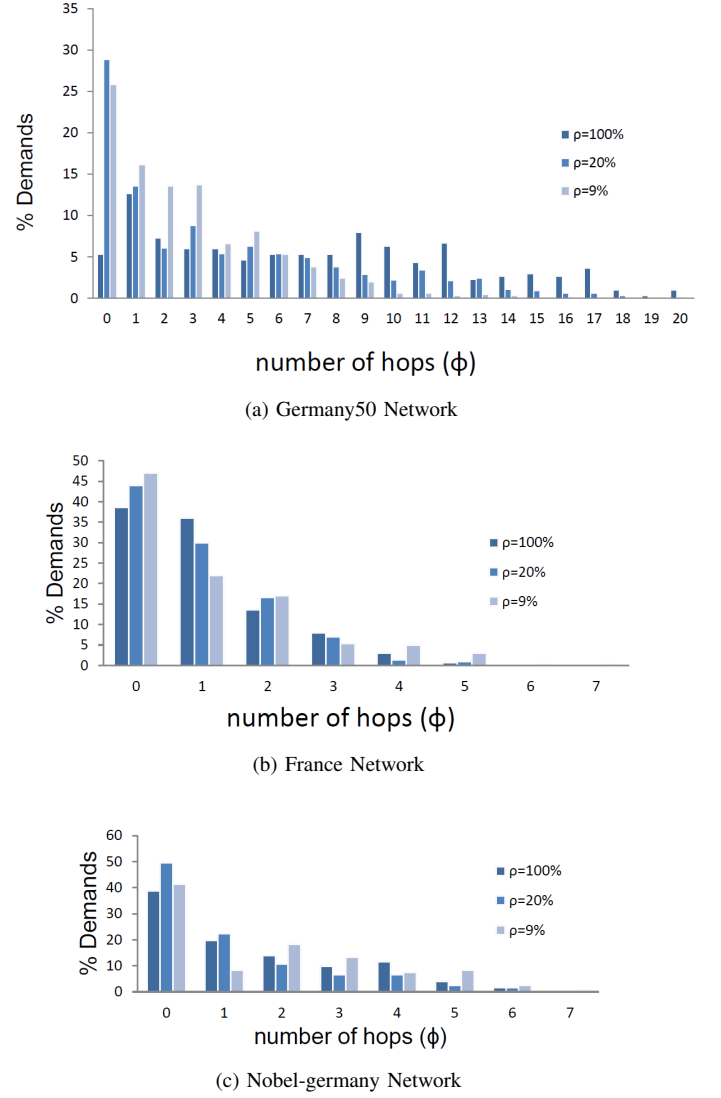 35
30
25
20
15
10
5
0
% Demands
ρ=100%
ρ=20%
ρ=9%
0 1 2 3 4 5 6 7 8 9 10 11 12 13 14 15 16 17 18 19 20
number of hops (ϕ)
(a) Germany50 Network
50
45
40
35
30
25
20
15
10
5
0
% Demands
ρ=100%
ρ=20%
ρ=9%
0 1 2 3 4 5 6 7
number of hops (ϕ)
(b) France Network
60
50
40
30
20
10
0
% Demands
ρ=100%
ρ=20%
ρ=9%
0 1 2 3 4 5 6 7
number of hops (ϕ)
(c) Nobel-germany Network